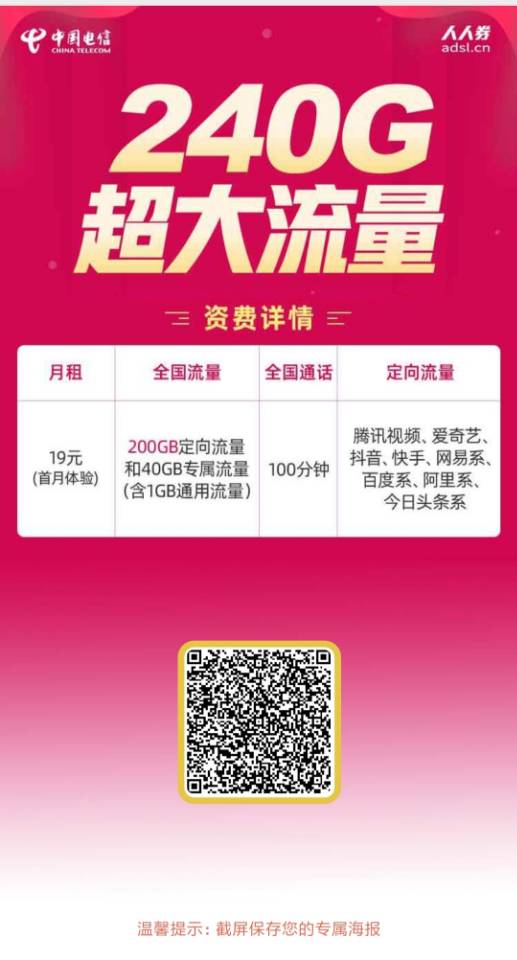 中国电信
CHINA TELECOM
人人券
adsl.cn
240G
超大流量
资费详情
月租
全国流量
全国通话
定向流量
19元
(首月体验)
200GB定向流量
和40GB专属流量
(含1GB通用流量)
100分钟
腾讯视频、爱奇艺、
抖音、快手、网易系、
百度系、阿里系、
今日头条系
温馨提示: 截屏保存您的专属海报